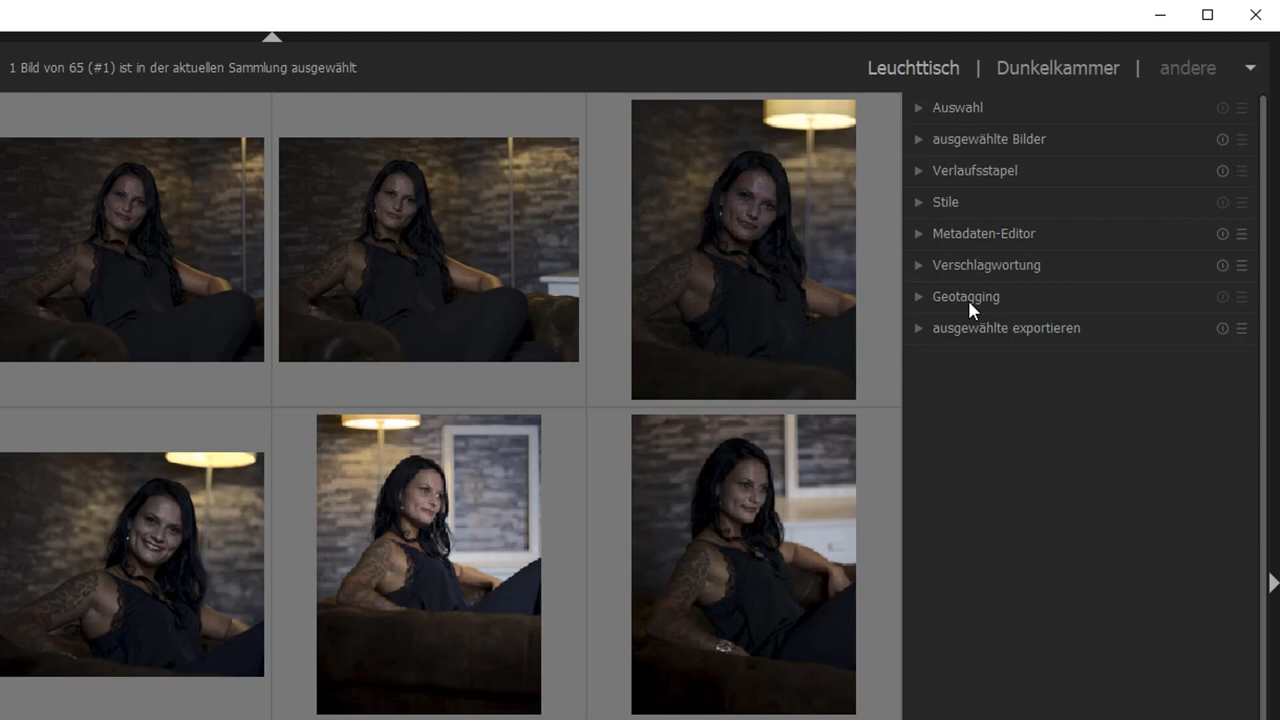 1 Bild von 65 (#1) ist in der aktuellen Sammlung ausgewählt
Leuchttisch | Dunkelkammer | andere
Auswahl
ausgewählte Bilder
Verlaufsstapel
Stile
Metadaten-Editor
Verschlagwortung
Geotagging
ausgewählte exportieren